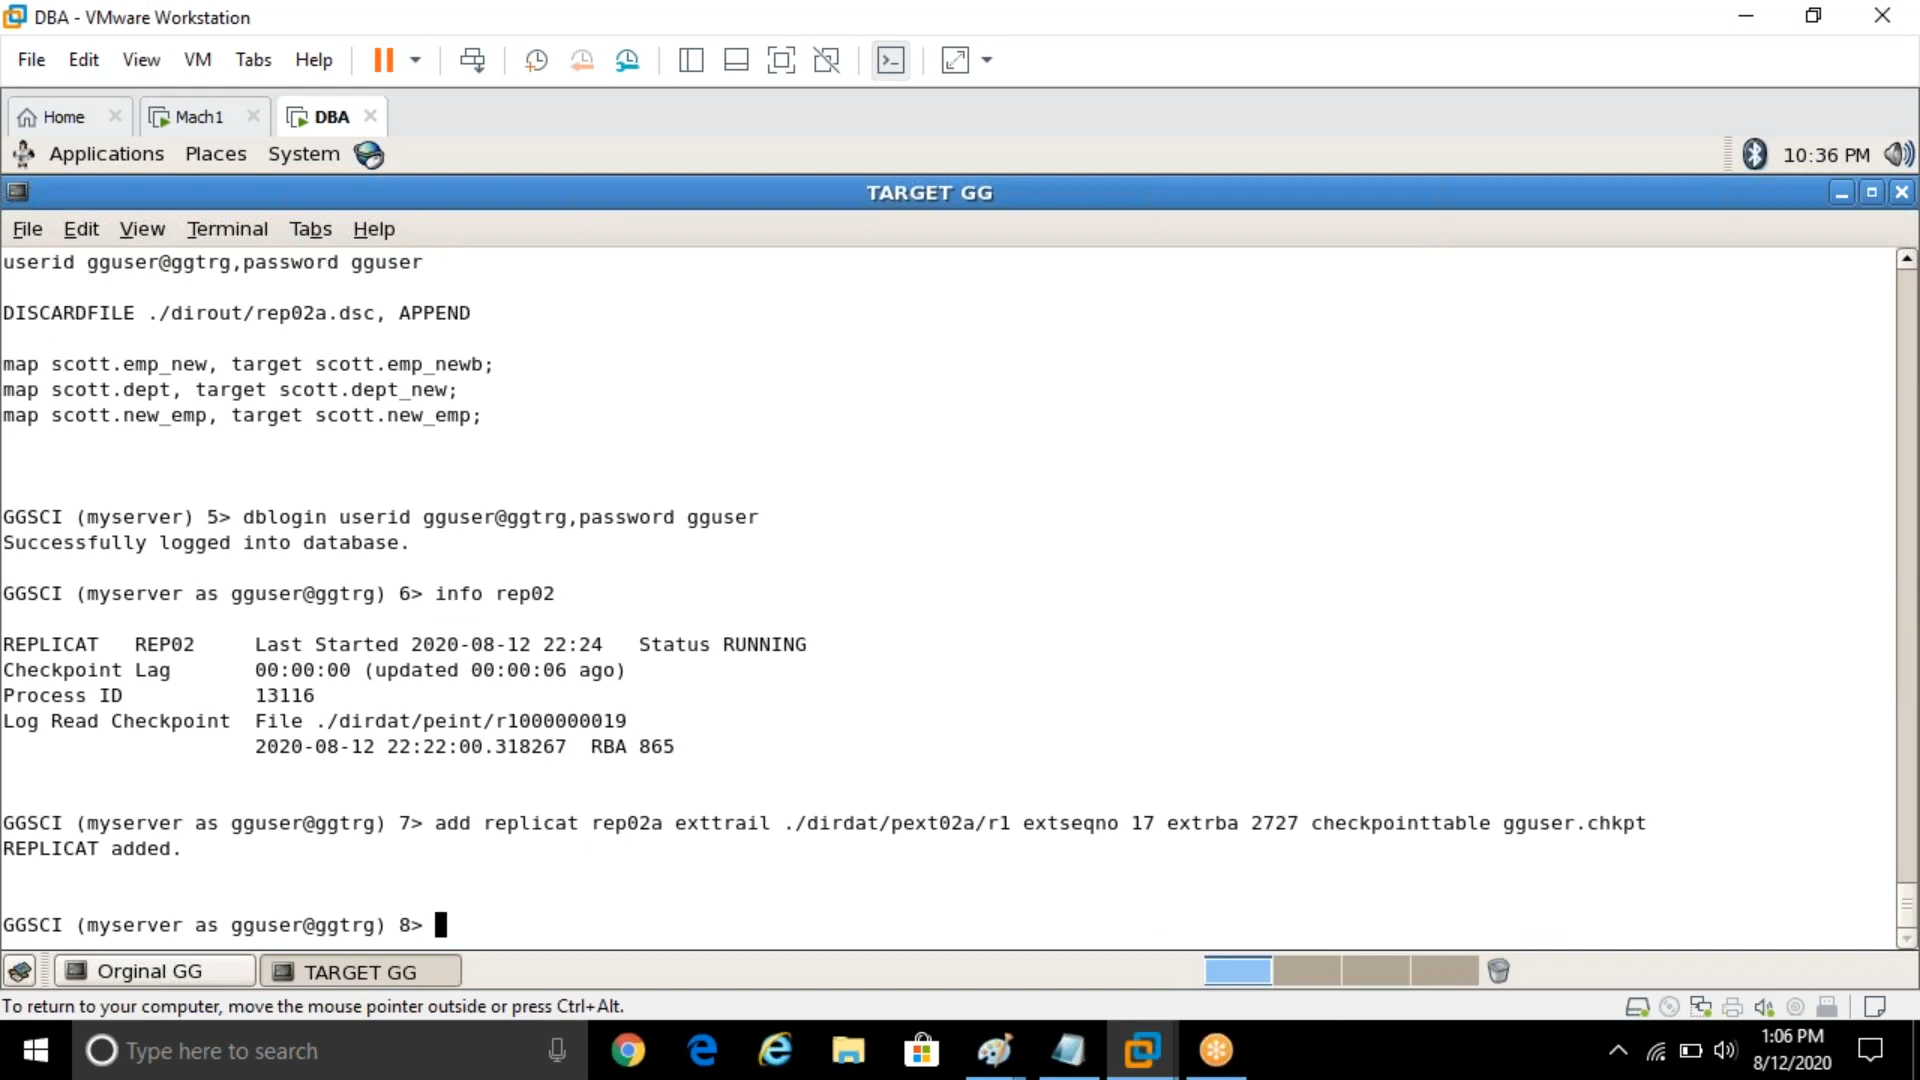 DBA - VMware Workstation
File Edit View VM Tabs Help
Home Mach1 DBA
Applications Places System 10:36 PM
TARGET GG
File Edit View Terminal Tabs Help
userid gguser@ggtrg,password gguser
DISCARDFILE ./dirout/rep02a.dsc, APPEND
map scott.emp_new, target scott.emp_newb;
map scott.dept, target scott.dept_new;
map scott.new_emp, target scott.new_emp;
GGSCI (myserver) 5> dblogin userid gguser@ggtrg,password gguser
Successfully logged into database.
GGSCI (myserver as gguser@ggtrg) 6> info rep02
REPLICAT REP02 Last Started 2020-08-12 22:24 Status RUNNING
Checkpoint Lag 00:00:00 (updated 00:00:06 ago)
Process ID 13116
Log Read Checkpoint File ./dirdat/peint/r1000000019
2020-08-12 22:22:00.318267 RBA 865
GGSCI (myserver as gguser@ggtrg) 7> add replicat rep02a exttrail ./dirdat/pext02a/r1 extseqno 17 extrba 2727 checkpointtable gguser.chkpt
REPLICAT added.
GGSCI (myserver as gguser@ggtrg) 8>
Orginal GG TARGET GG
To return to your computer, move the mouse pointer outside or press Ctrl+Alt.
Type here to search
1:06 PM
8/12/2020